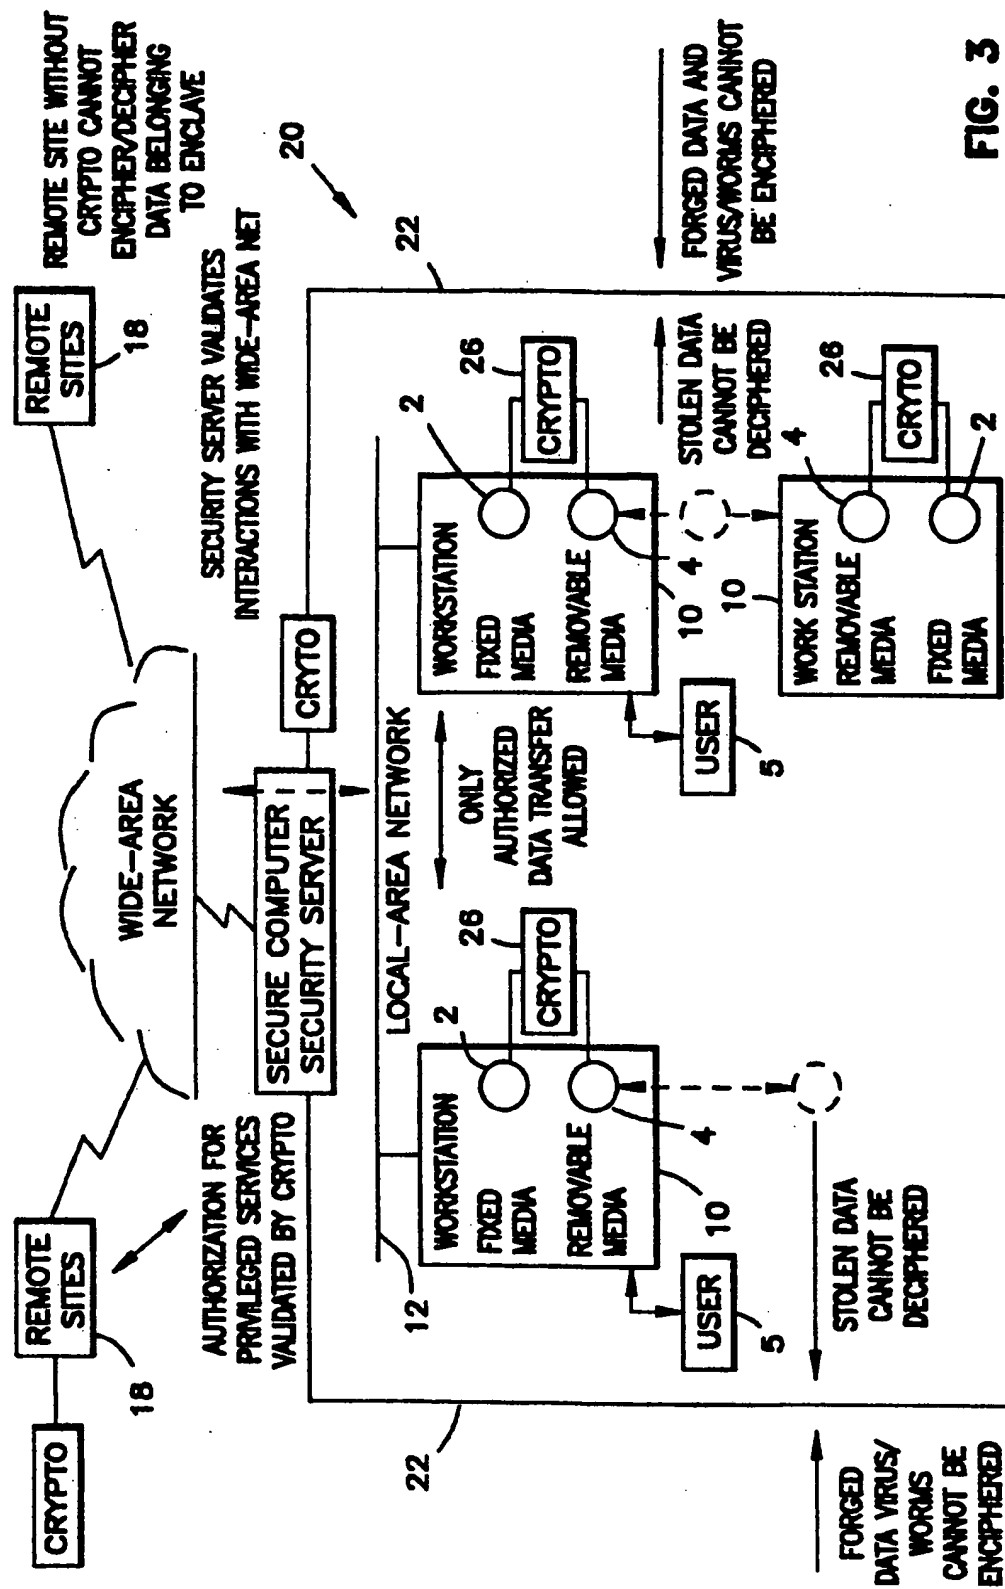 CRYPTO
REMOTE
SITES
18
WIDE-AREA
NETWORK
REMOTE
SITES
18
REMOTE SITE WITHOUT
CRYPTO CANNOT
ENCIPHER/DECIPHER
DATA BELONGING
TO ENCLAVE
AUTHORIZATION FOR
PRIVILEGED SERVICES
VALIDATED BY CRYPTO
SECURE COMPUTER
SECURITY SERVER
CRYTO
SECURITY SERVER VALIDATES
INTERACTIONS WITH WIDE-AREA NET
20
22
22
12
LOCAL-AREA NETWORK
WORKSTATION
FIXED
MEDIA
REMOVABLE
MEDIA
2
4
26
CRYPTO
10
USER
5
ONLY
AUTHORIZED
DATA TRANSFER
ALLOWED
WORKSTATION
FIXED
MEDIA
REMOVABLE
MEDIA
2
4
26
CRYPTO
10
USER
5
STOLEN DATA
CANNOT BE
DECIPHERED
FORGED DATA AND
VIRUS/WORMS CANNOT
BE ENCIPHERED
10
WORK STATION
REMOVABLE
MEDIA
FIXED
MEDIA
4
2
26
CRYTO
STOLEN DATA
CANNOT BE
DECIPHERED
FORGED
DATA VIRUS/
WORMS
CANNOT BE
ENCIPHERED
FIG. 3